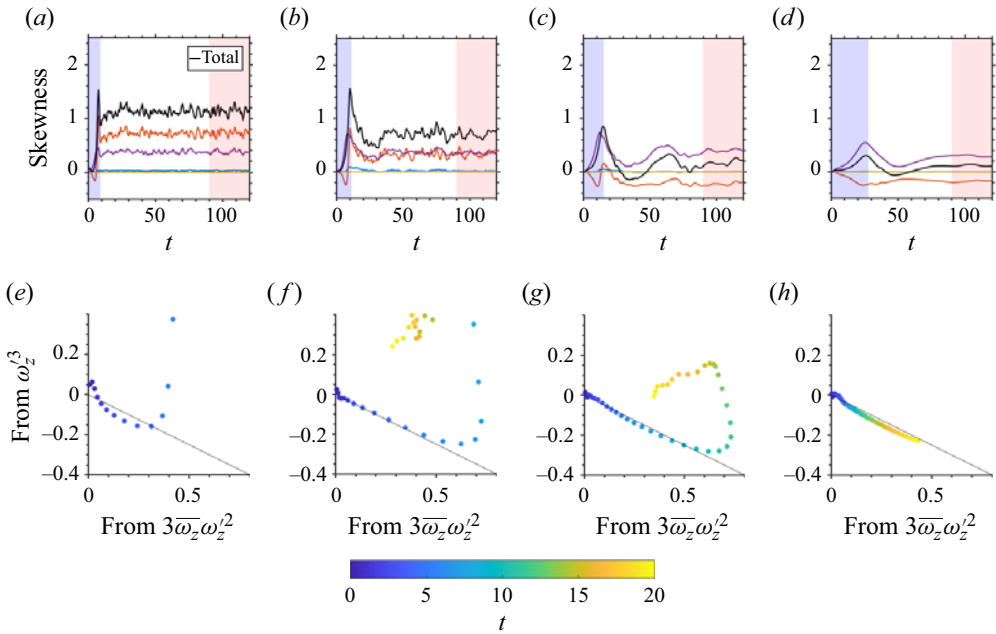 (a) (b) (c) (d)
Skewness
2 2 2 2
1 1 1 1
0 0 0 0
Total
0 50 100 0 50 100 0 50 100 0 50 100
t t t t
(e) (f) (g) (h)
From ω′z³
0.2 0.2 0.2 0.2
0 0 0 0
−0.2 −0.2 −0.2 −0.2
−0.4 −0.4 −0.4 −0.4
0 0.5 0 0.5 0 0.5 0 0.5
From 3ω̅z̅ω′z² From 3ω̅z̅ω′z² From 3ω̅z̅ω′z² From 3ω̅z̅ω′z²
0 5 10 15 20
t